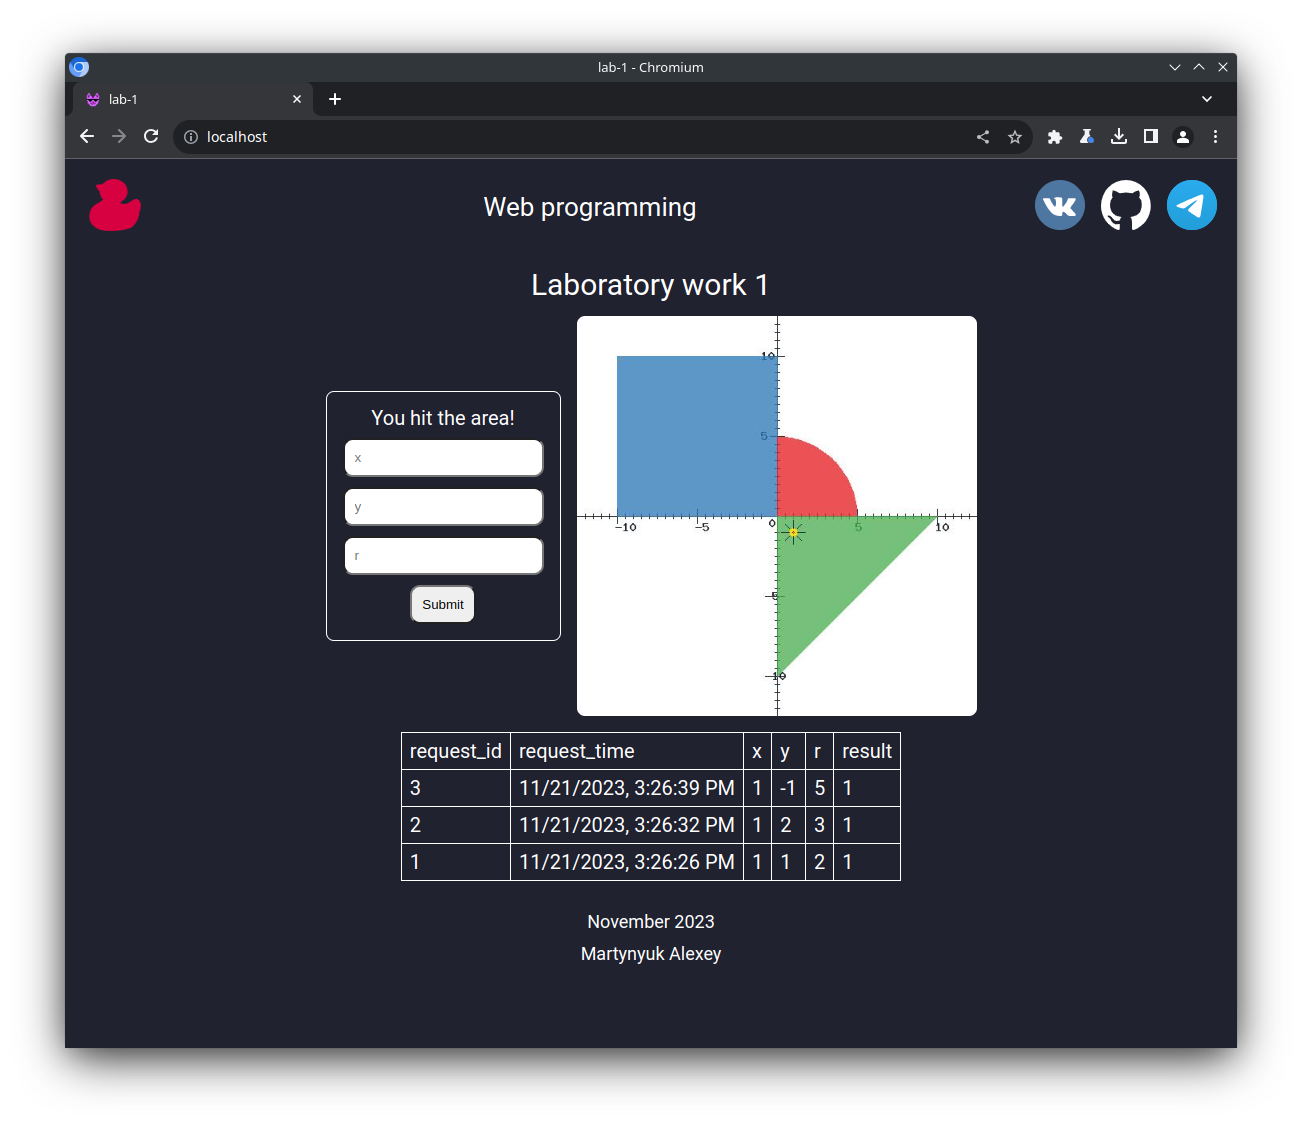 lab-1 - Chromium
lab-1
localhost
Web programming
Laboratory work 1
You hit the area!
x
y
r
Submit
10
5
-10 -5 0 5 10
-5
-10
request_id request_time x y r result
3 11/21/2023, 3:26:39 PM 1 -1 5 1
2 11/21/2023, 3:26:32 PM 1 2 3 1
1 11/21/2023, 3:26:26 PM 1 1 2 1
November 2023
Martynyuk Alexey